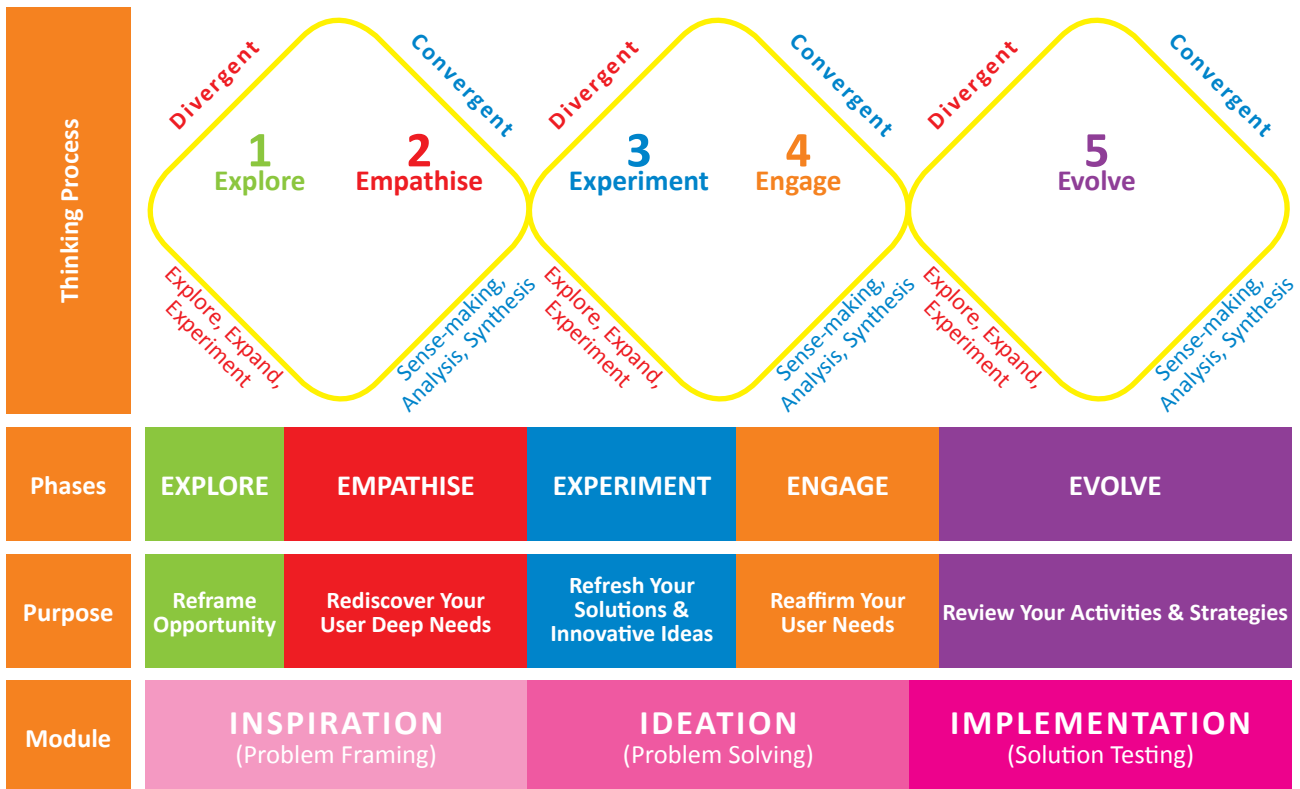 Thinking Process
Divergent
Convergent
1
Explore
2
Empathise
Explore, Expand,
Experiment
Sense-making,
Analysis, Synthesis
Divergent
Convergent
3
Experiment
4
Engage
Explore, Expand,
Experiment
Sense-making,
Analysis, Synthesis
Divergent
Convergent
5
Evolve
Explore, Expand,
Experiment
Sense-making,
Analysis, Synthesis
Phases
EXPLORE
EMPATHISE
EXPERIMENT
ENGAGE
EVOLVE
Purpose
Reframe
Opportunity
Rediscover Your
User Deep Needs
Refresh Your
Solutions &
Innovative Ideas
Reaffirm Your
User Needs
Review Your Activities & Strategies
Module
INSPIRATION
(Problem Framing)
IDEATION
(Problem Solving)
IMPLEMENTATION
(Solution Testing)